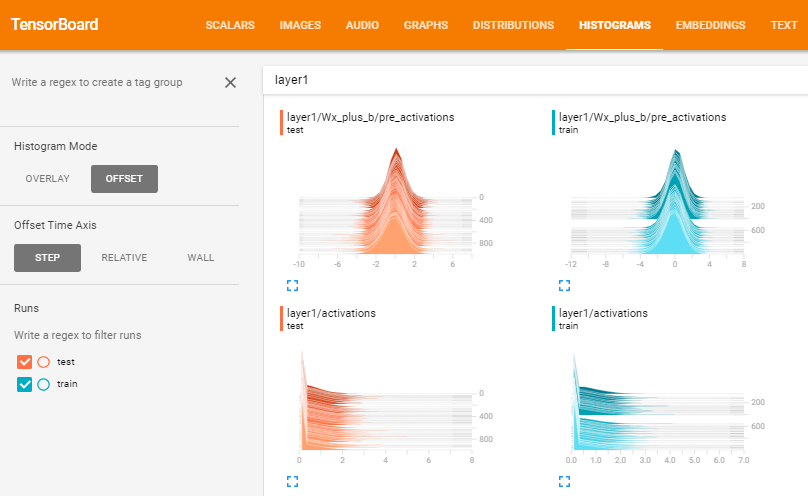 TensorBoard
SCALARS IMAGES AUDIO GRAPHS DISTRIBUTIONS HISTOGRAMS EMBEDDINGS TEXT
Write a regex to create a tag group
Histogram Mode
OVERLAY OFFSET
Offset Time Axis
STEP RELATIVE WALL
Runs
Write a regex to filter runs
test
train
layer1
layer1/Wx_plus_b/pre_activations
test
0
400
800
-10 -6 -2 2 6
layer1/Wx_plus_b/pre_activations
train
200
600
-12 -8 -4 0 4 8
layer1/activations
test
0
400
800
0 2 4 6 8
layer1/activations
train
200
600
0.0 1.0 2.0 3.0 4.0 5.0 6.0 7.0